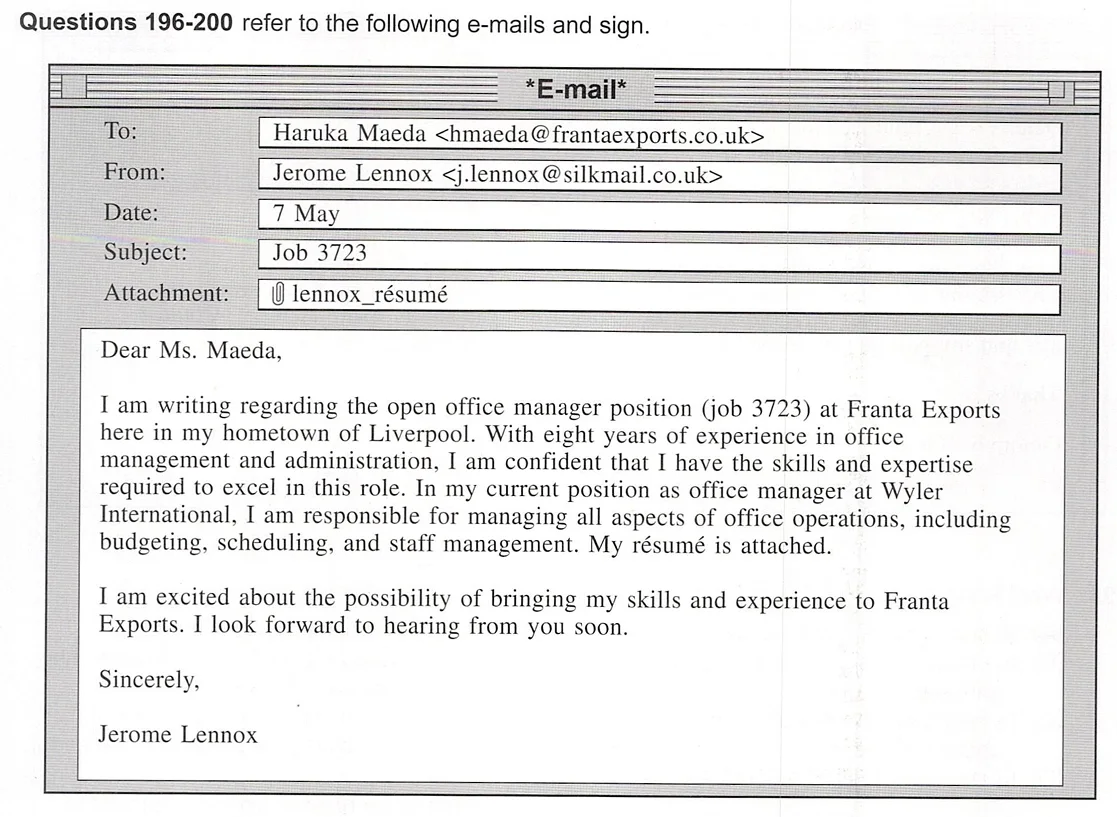 Questions 196-200 refer to the following e-mails and sign.
*E-mail*
To: Haruka Maeda <hmaeda@frantaexports.co.uk>
From: Jerome Lennox <j.lennox@silkmail.co.uk>
Date: 7 May
Subject: Job 3723
Attachment: lennox_résumé
Dear Ms. Maeda,
I am writing regarding the open office manager position (job 3723) at Franta Exports
here in my hometown of Liverpool. With eight years of experience in office
management and administration, I am confident that I have the skills and expertise
required to excel in this role. In my current position as office manager at Wyler
International, I am responsible for managing all aspects of office operations, including
budgeting, scheduling, and staff management. My résumé is attached.
I am excited about the possibility of bringing my skills and experience to Franta
Exports. I look forward to hearing from you soon.
Sincerely,
Jerome Lennox